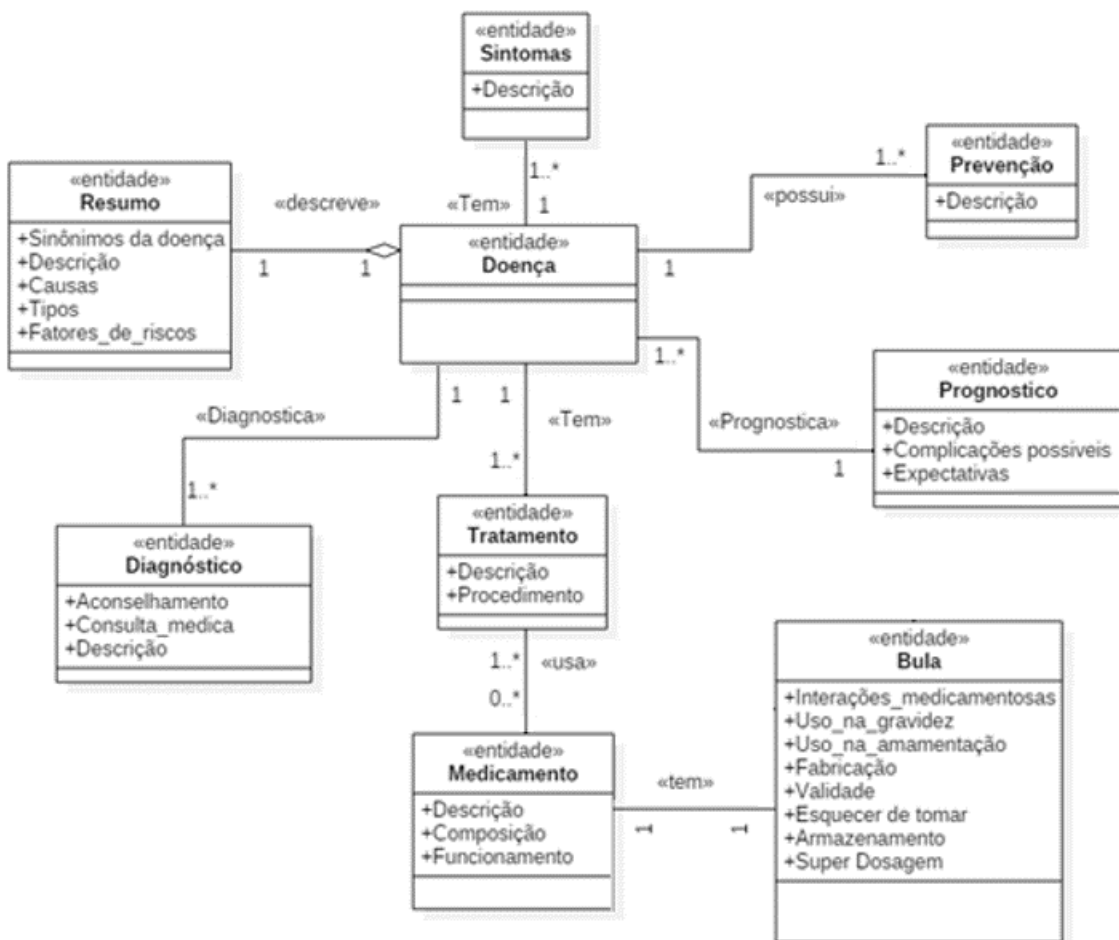 «entidade»
Sintomas
+Descrição
1..*
«Tem»
1
«entidade»
Prevenção
+Descrição
1..*
«possui»
1
«entidade»
Resumo
+Sinônimos da doença
+Descrição
+Causas
+Tipos
+Fatores_de_riscos
«descreve»
1
1
«entidade»
Doença
1..*
«Prognostica»
1
«entidade»
Prognostico
+Descrição
+Complicações possiveis
+Expectativas
1
«Diagnostica»
1..*
1
«Tem»
1..*
«entidade»
Diagnóstico
+Aconselhamento
+Consulta_medica
+Descrição
«entidade»
Tratamento
+Descrição
+Procedimento
1..*
«usa»
0..*
«entidade»
Medicamento
+Descrição
+Composição
+Funcionamento
«tem»
1
1
«entidade»
Bula
+Interações_medicamentosas
+Uso_na_gravidez
+Uso_na_amamentação
+Fabricação
+Validade
+Esquecer de tomar
+Armazenamento
+Super Dosagem